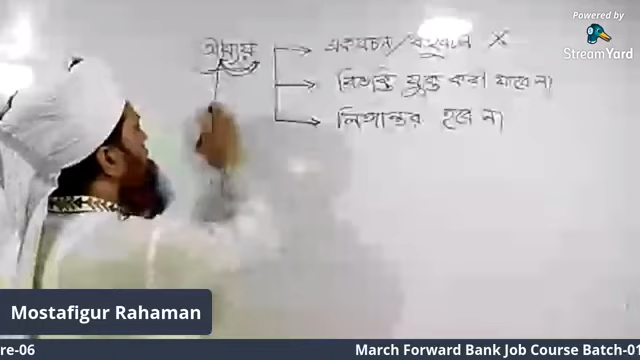 Powered by
StreamYard
অব্যয়
→ একবচন/বহুবচন X
→ বিভক্তি যুক্ত করা যাবে না
→ লিঙ্গান্তর হবে না
Mostafigur Rahaman
re-06
March Forward Bank Job Course Batch-01